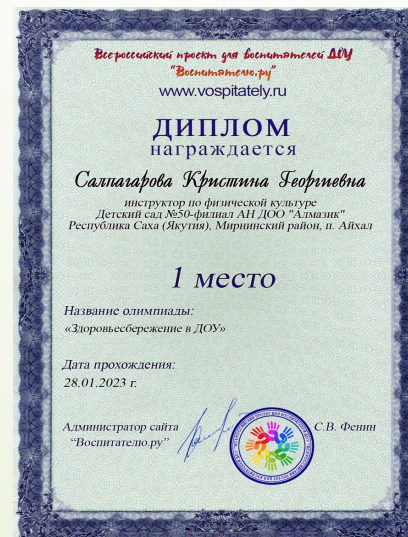 Всероссийский проект для воспитателей ДОУ
"Воспитателю.ру"
www.vospitately.ru
ДИПЛОМ
награждается
Салпагарова Кристина Георгиевна
инструктор по физической культуре
Детский сад №50-филиал АН ДОО "Алмазик"
Республика Саха (Якутия), Мирнинский район, п. Айхал
1 место
Название олимпиады:
«Здоровьесбережение в ДОУ»
Дата прохождения:
28.01.2023 г.
Администратор сайта
"Воспитателю.ру"
С.В. Фенин